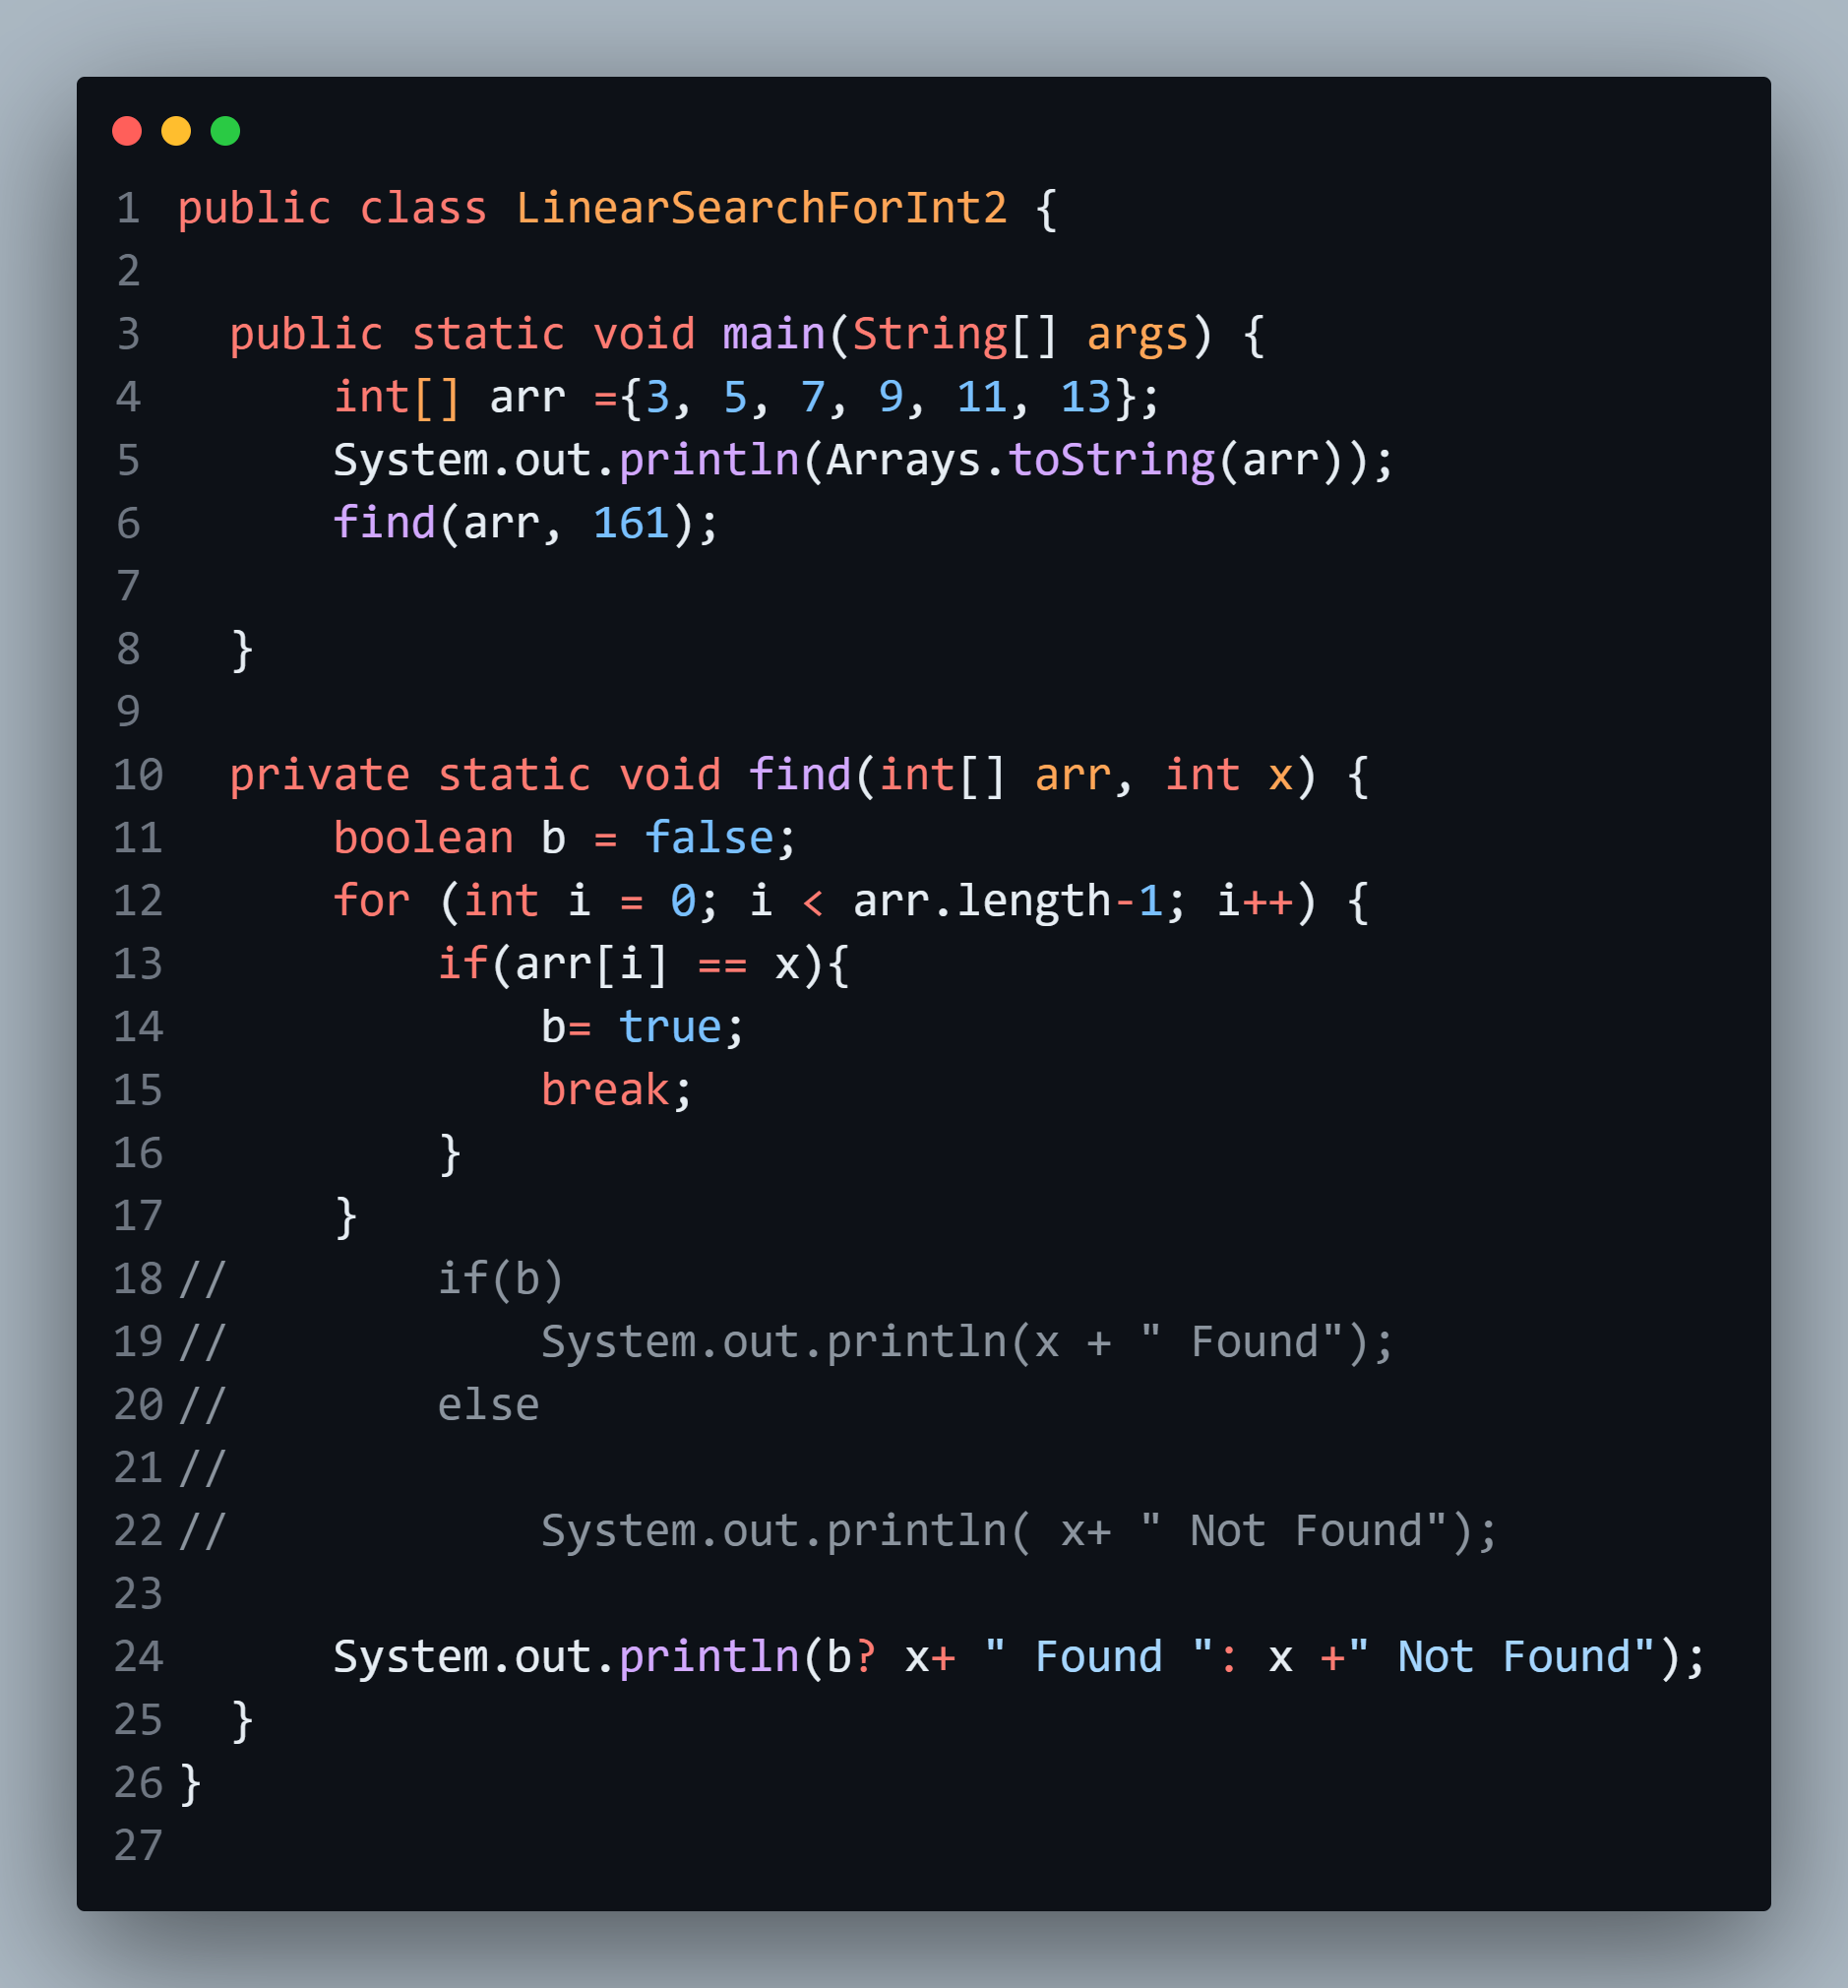 1 public class LinearSearchForInt2 {
2
3   public static void main(String[] args) {
4       int[] arr ={3, 5, 7, 9, 11, 13};
5       System.out.println(Arrays.toString(arr));
6       find(arr, 161);
7
8   }
9
10   private static void find(int[] arr, int x) {
11       boolean b = false;
12       for (int i = 0; i < arr.length-1; i++) {
13           if(arr[i] == x){
14               b= true;
15               break;
16           }
17       }
18 //        if(b)
19 //            System.out.println(x + " Found");
20 //        else
21 //
22 //            System.out.println( x+ " Not Found");
23
24       System.out.println(b? x+ " Found ": x +" Not Found");
25   }
26 }
27